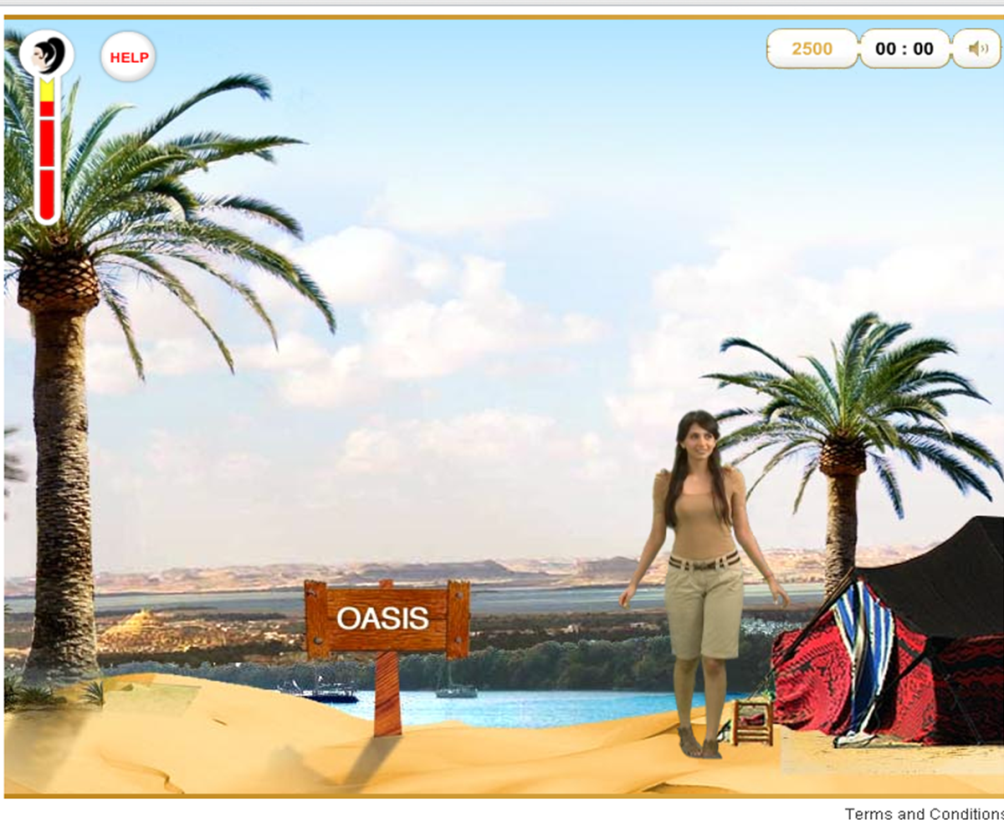 HELP
2500
00 : 00
OASIS
Terms and Conditions